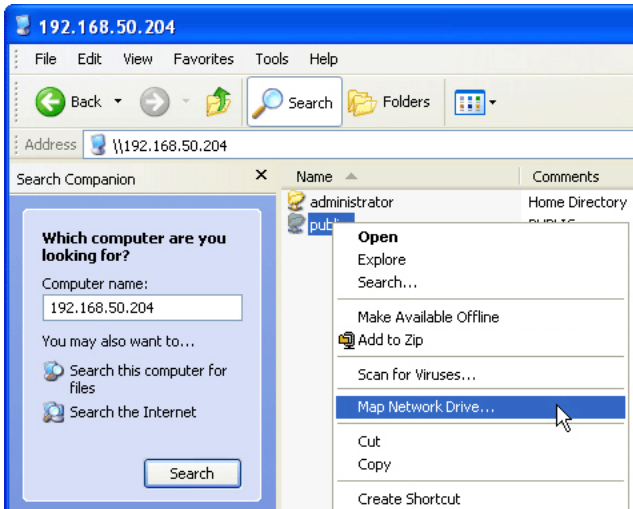 192.168.50.204
File Edit View Favorites Tools Help
Back Search Folders
Address \\192.168.50.204
Search Companion
Name Comments
administrator Home Directory
Which computer are you
looking for?
Computer name:
192.168.50.204
You may also want to...
Search this computer for
files
Search the Internet
Search
Open
Explore
Search...
Make Available Offline
Add to Zip
Scan for Viruses...
Map Network Drive...
Cut
Copy
Create Shortcut